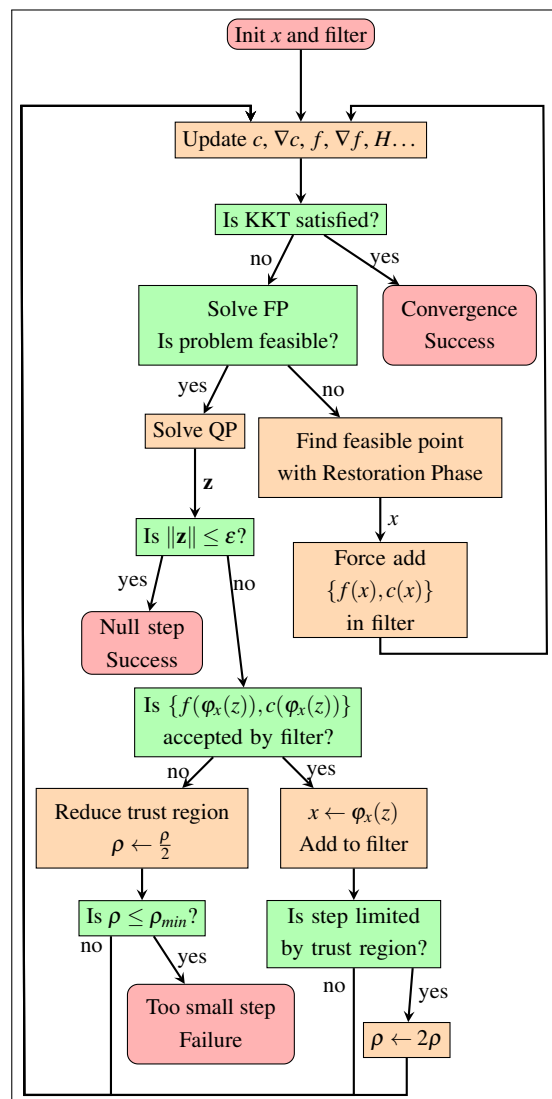 Init x and filter
Update c, ∇c, f, ∇f, H...
Is KKT satisfied?
no
yes
Solve FP
Is problem feasible?
Convergence
Success
yes
no
Solve QP
Find feasible point
with Restoration Phase
z
x
Is ‖z‖ ≤ ε?
Force add
{f(x), c(x)}
in filter
yes
no
Null step
Success
Is {f(φₓ(z)), c(φₓ(z))}
accepted by filter?
no
yes
Reduce trust region
ρ ← ρ/2
x ← φₓ(z)
Add to filter
Is ρ ≤ ρ_min?
Is step limited
by trust region?
no
yes
no
yes
Too small step
Failure
ρ ← 2ρ